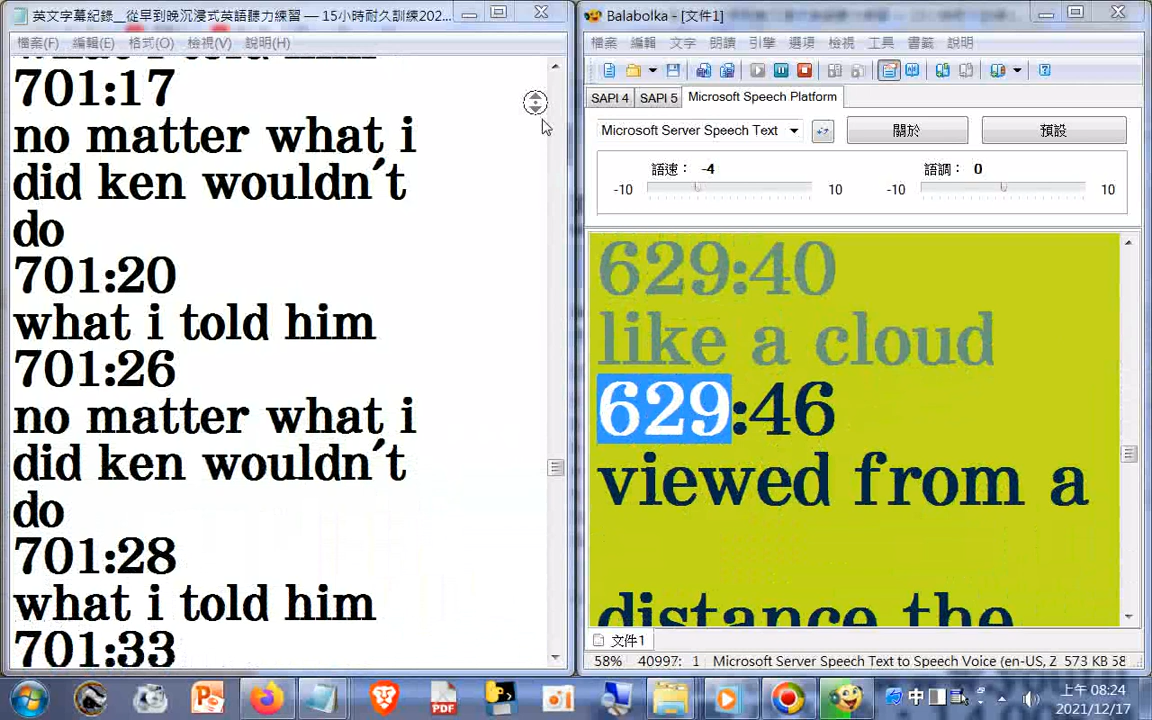 英文字幕紀錄__從早到晚沉浸式英語聽力練習 — 15小時耐久訓練202...
檔案(F) 編輯(E) 格式(O) 檢視(V) 說明(H)
what i told him
701:17
no matter what i
did ken wouldn't
do
701:20
what i told him
701:26
no matter what i
did ken wouldn't
do
701:28
what i told him
701:33
Balabolka - [文件1]
檔案 編輯 文字 朗讀 引擎 選項 檢視 工具 書籤 說明
SAPI 4 SAPI 5 Microsoft Speech Platform
Microsoft Server Speech Text 關於 預設
語速： -4 語調： 0
-10 10 -10 10
629:40
like a cloud
629:46
viewed from a
distance the
文件1
58% 40997: 1 Microsoft Server Speech Text to Speech Voice (en-US, Z 573 KB 58
PDF
中
上午 08:24
2021/12/17